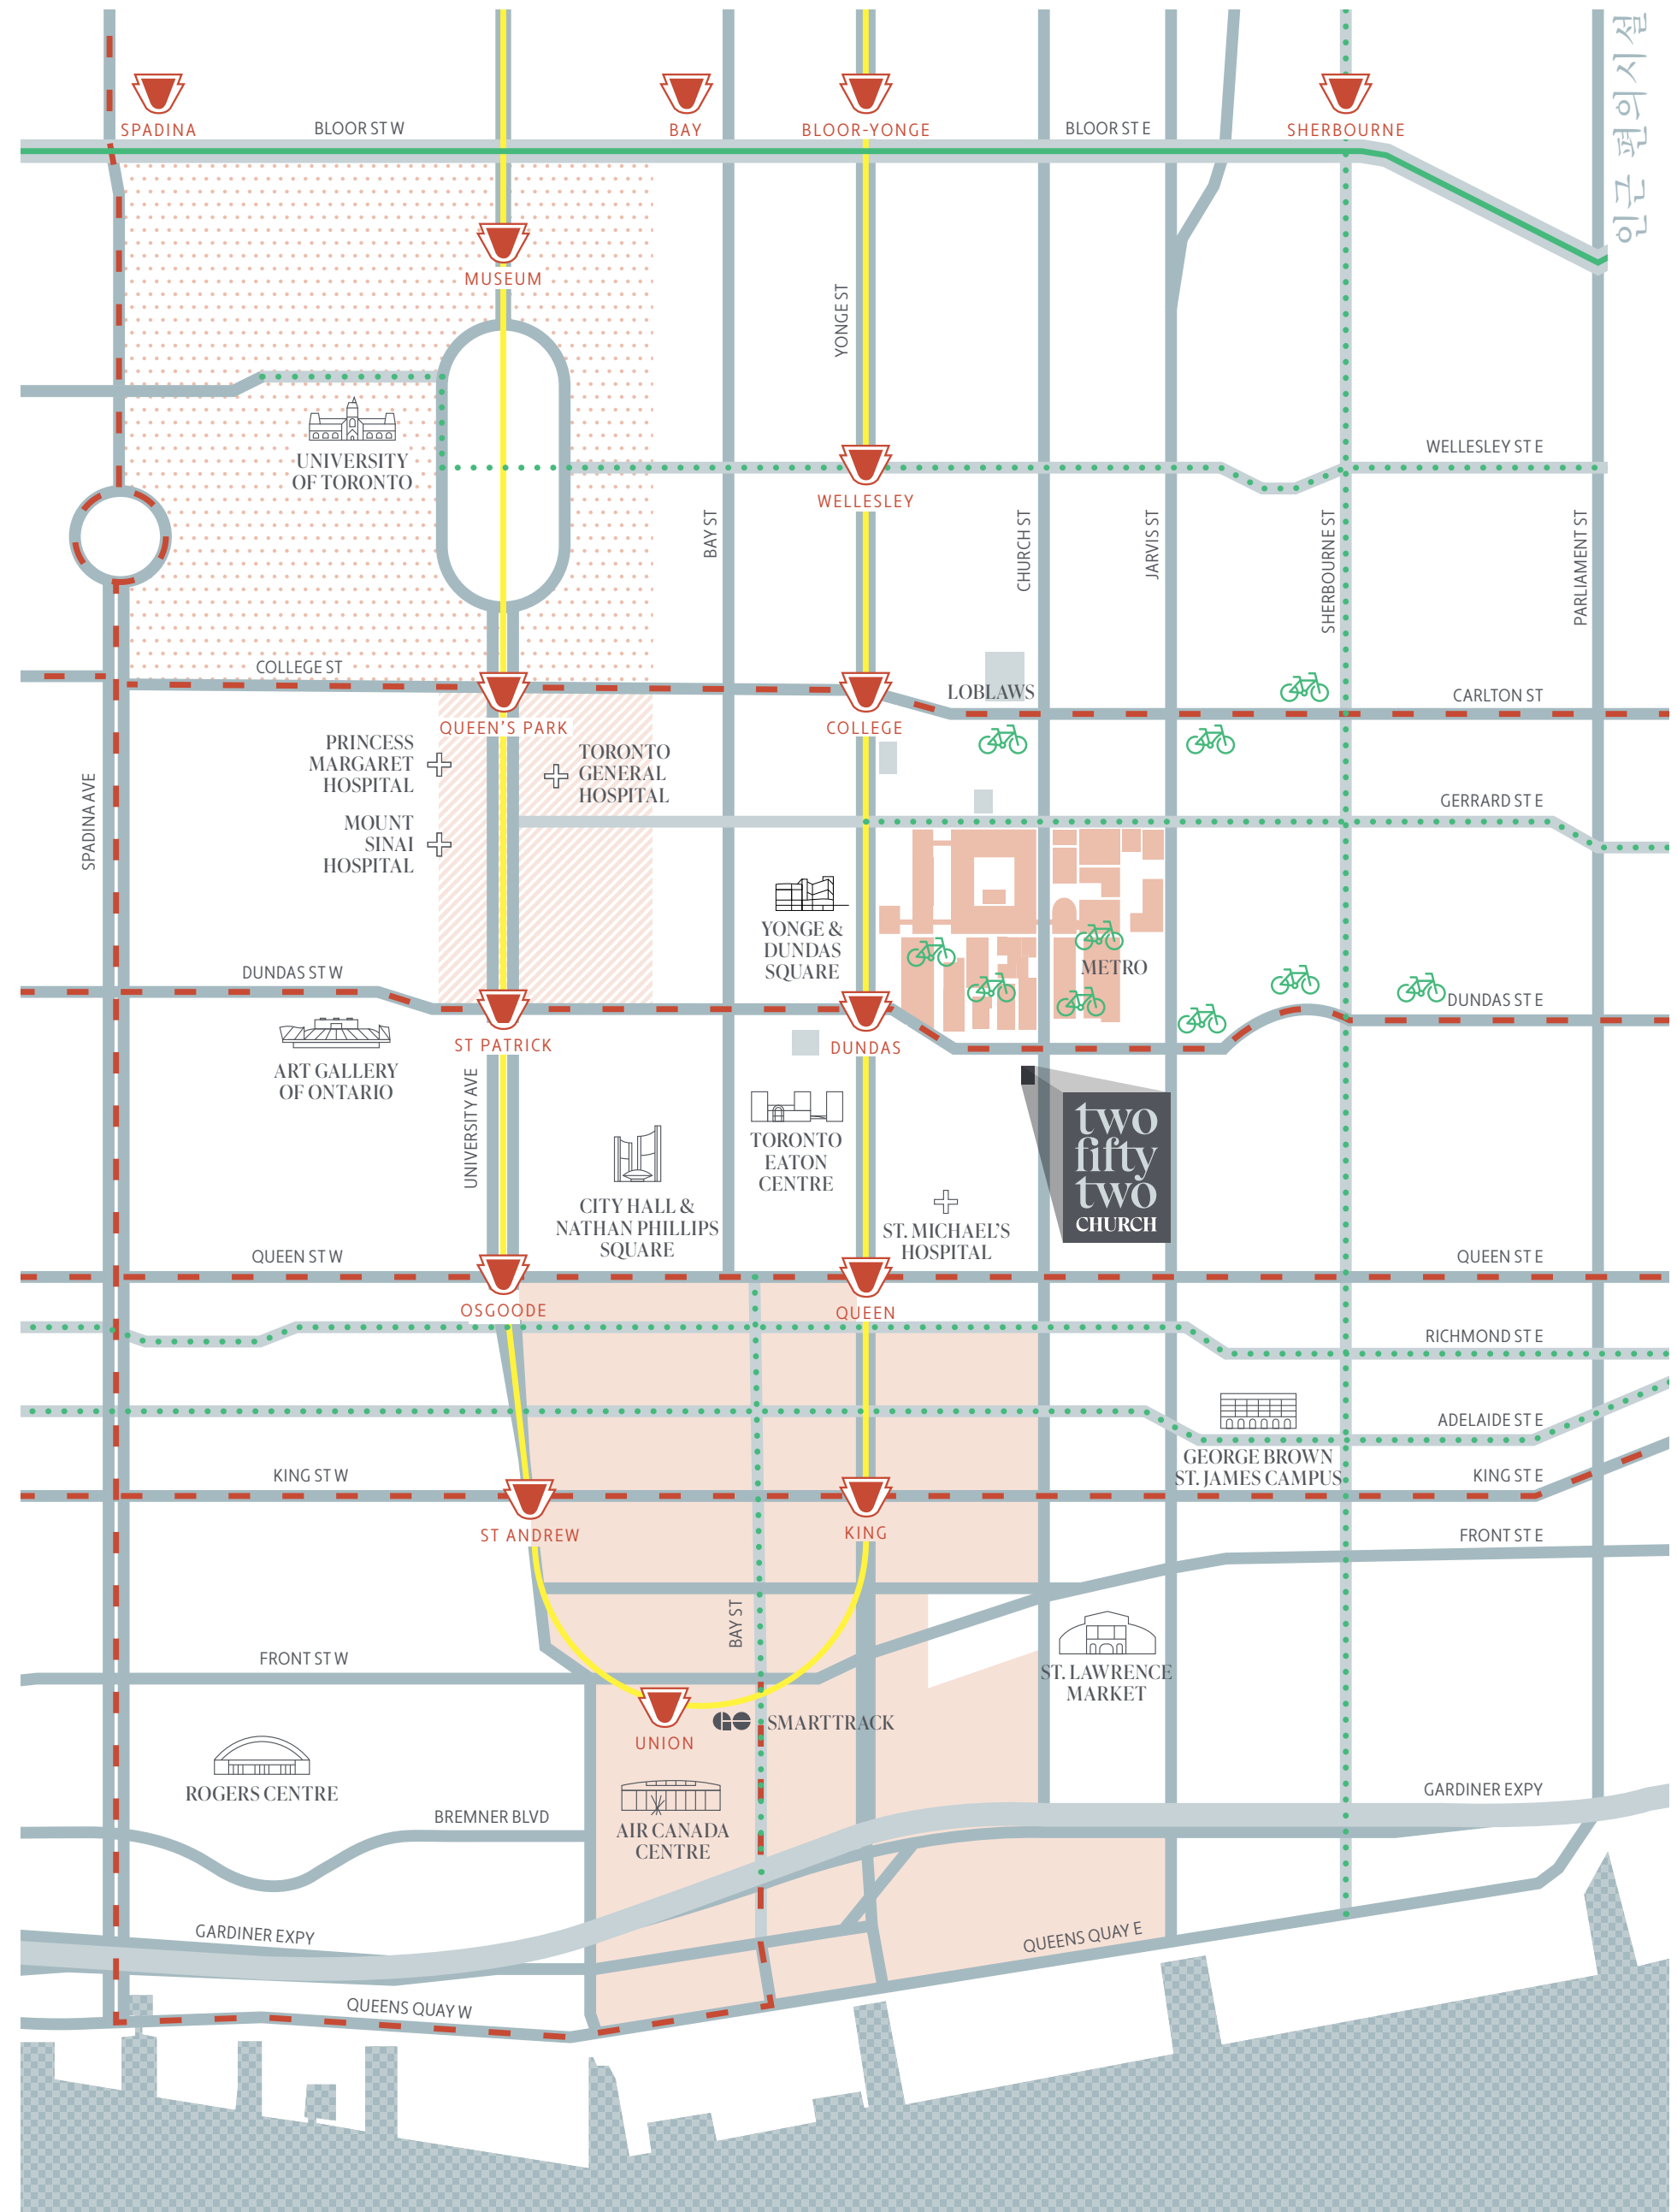 인근 편의시설
SPADINA
BLOOR ST W
BAY
BLOOR-YONGE
BLOOR ST E
SHERBOURNE
MUSEUM
YONGE ST
UNIVERSITY
OF TORONTO
WELLESLEY ST E
WELLESLEY
BAY ST
CHURCH ST
JARVIS ST
SHERBOURNE ST
PARLIAMENT ST
COLLEGE ST
LOBLAWS
CARLTON ST
QUEEN'S PARK
COLLEGE
PRINCESS
MARGARET
HOSPITAL
TORONTO
GENERAL
HOSPITAL
SPADINA AVE
GERRARD ST E
MOUNT
SINAI
HOSPITAL
YONGE &
DUNDAS
SQUARE
METRO
DUNDAS ST W
DUNDAS ST E
ST PATRICK
DUNDAS
ART GALLERY
OF ONTARIO
UNIVERSITY AVE
TORONTO
EATON
CENTRE
two
fifty
two
CHURCH
CITY HALL &
NATHAN PHILLIPS
SQUARE
ST. MICHAEL'S
HOSPITAL
QUEEN ST W
QUEEN ST E
OSGOODE
QUEEN
RICHMOND ST E
ADELAIDE ST E
GEORGE BROWN
ST. JAMES CAMPUS
KING ST W
KING ST E
ST ANDREW
KING
FRONT ST E
BAY ST
FRONT ST W
ST. LAWRENCE
MARKET
SMARTTRACK
UNION
ROGERS CENTRE
GARDINER EXPY
BREMNER BLVD
AIR CANADA
CENTRE
GARDINER EXPY
QUEENS QUAY E
QUEENS QUAY W